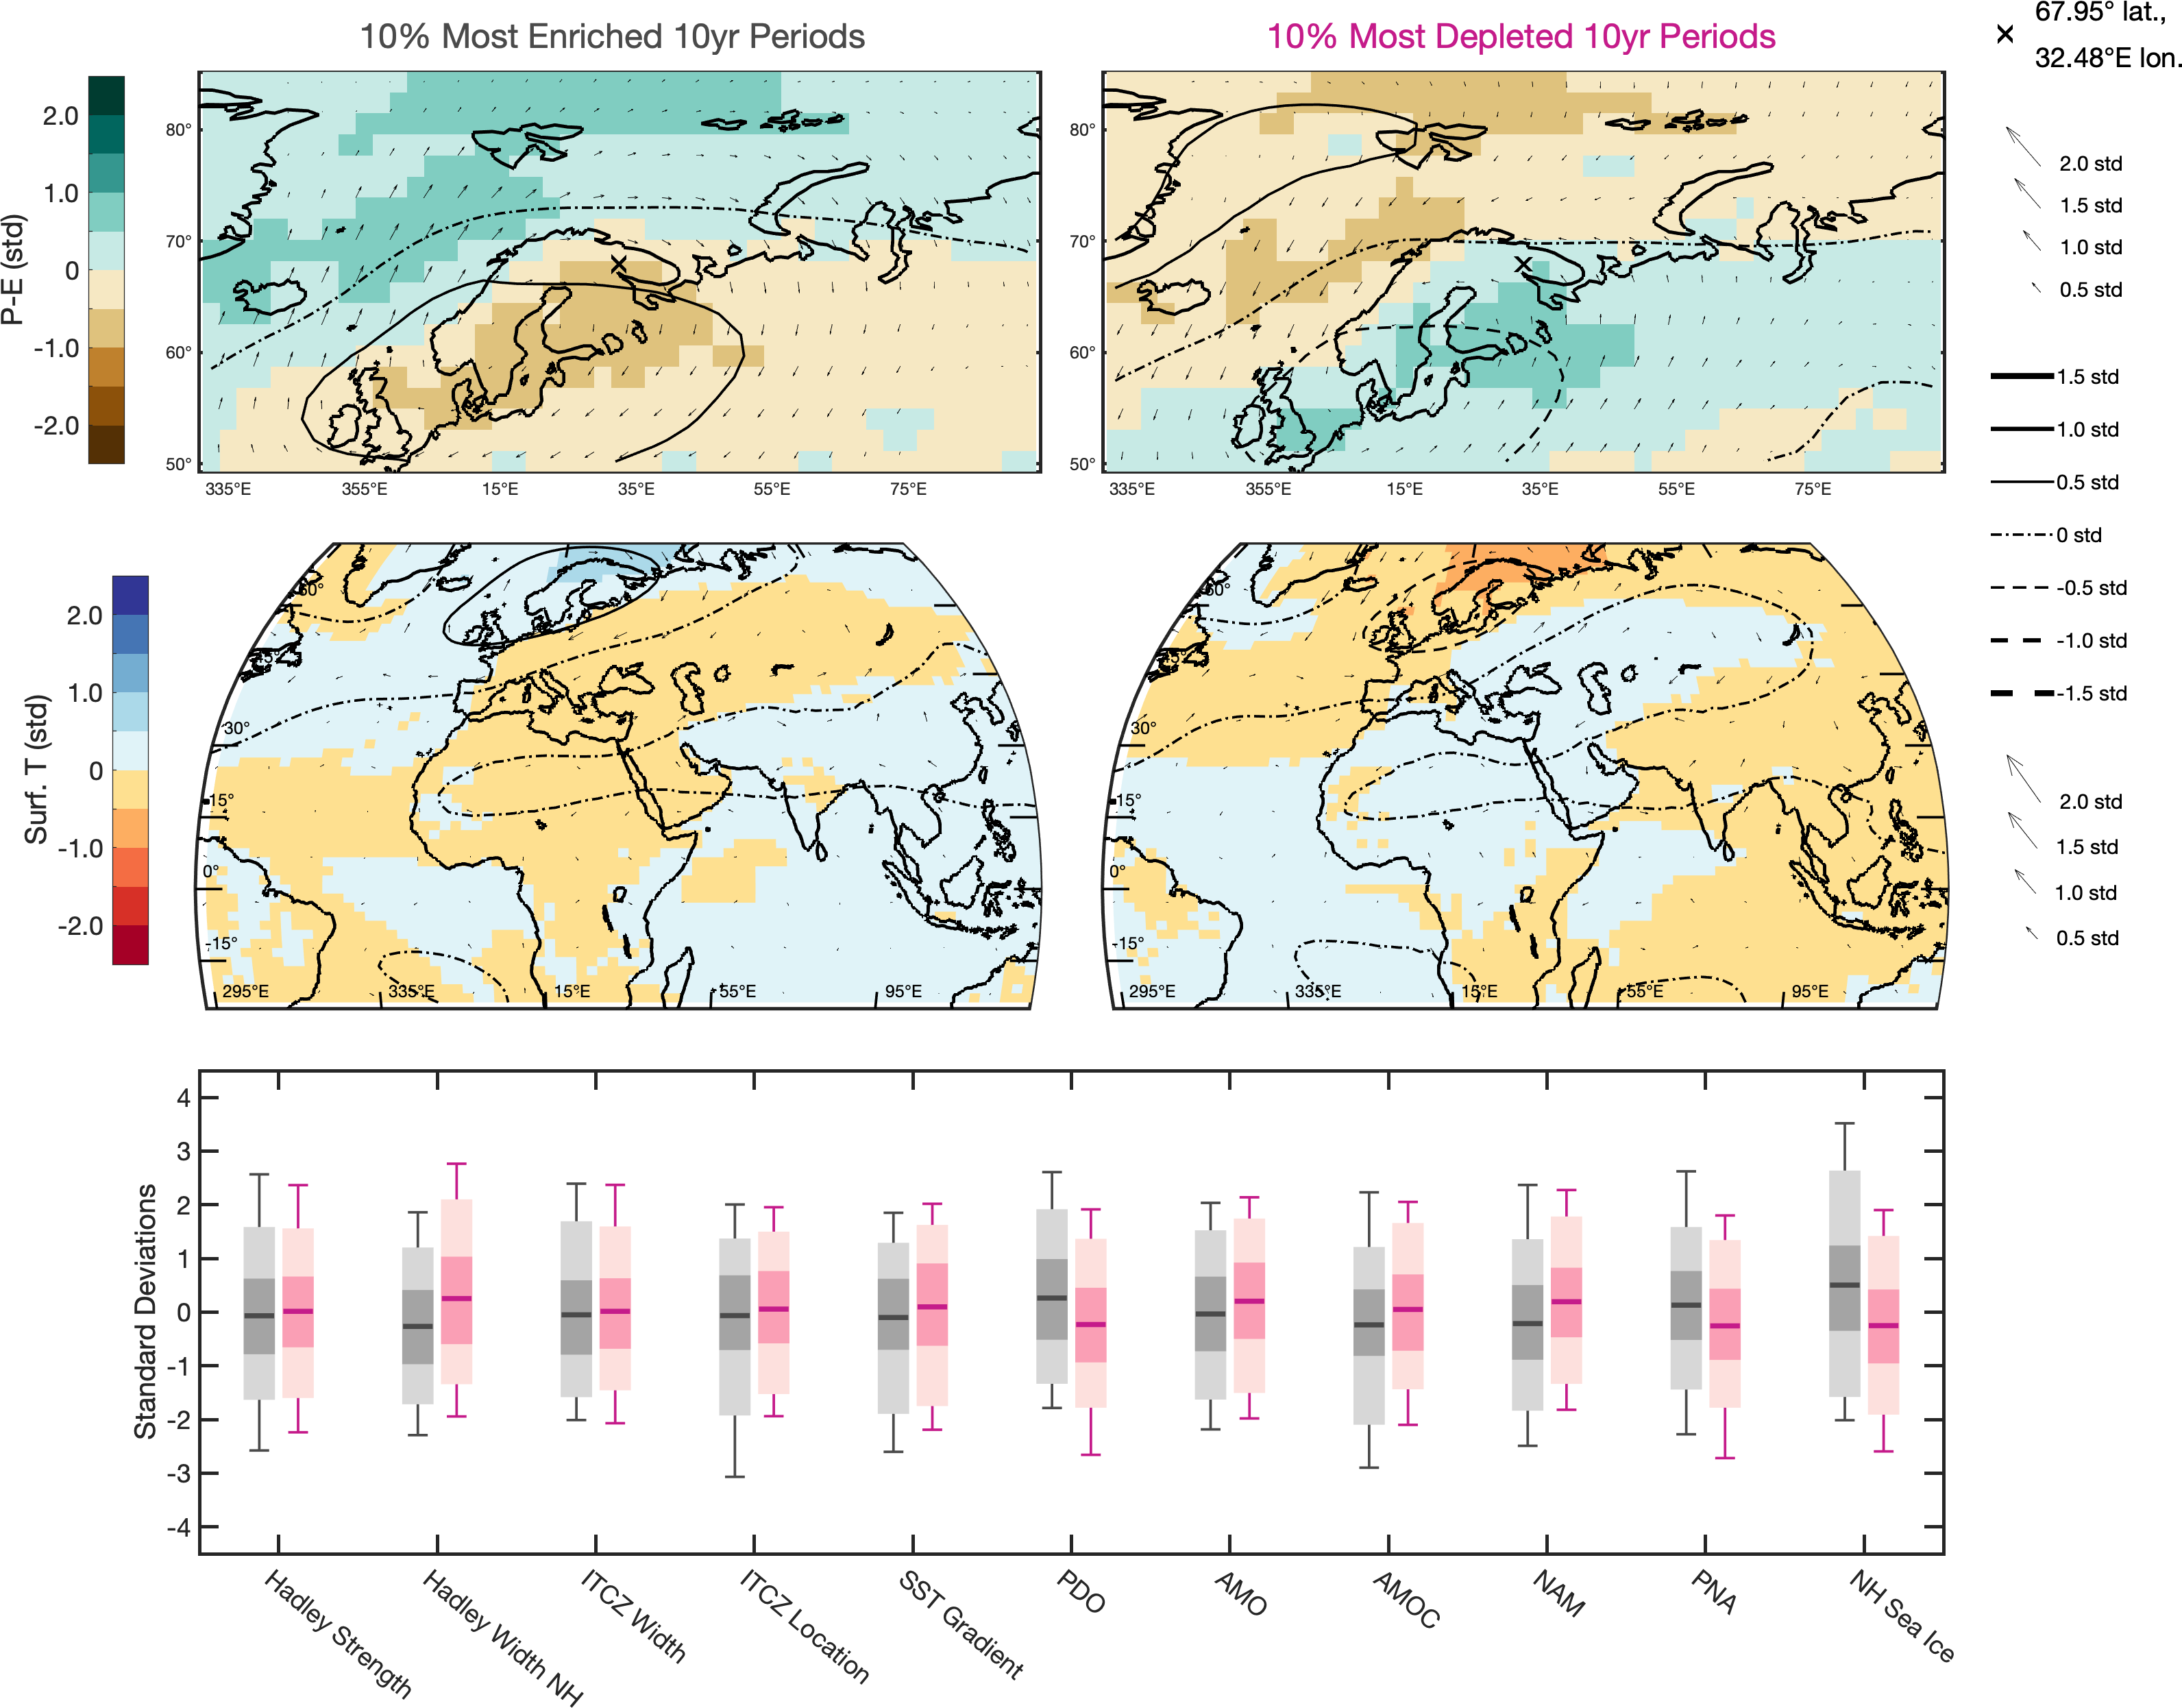 10% Most Enriched 10yr Periods
10% Most Depleted 10yr Periods
67.95° lat.,
32.48°E lon.
P-E (std)
2.0
1.0
0
-1.0
-2.0
80°
70°
60°
50°
335°E 355°E 15°E 35°E 55°E 75°E
80°
70°
60°
50°
335°E 355°E 15°E 35°E 55°E 75°E
2.0 std
1.5 std
1.0 std
0.5 std
1.5 std
1.0 std
0.5 std
0 std
-0.5 std
-1.0 std
-1.5 std
Surf. T (std)
2.0
1.0
0
-1.0
-2.0
30°
15°
0°
-15°
295°E 335°E 15°E 55°E 95°E
30°
15°
0°
-15°
295°E 335°E 15°E 55°E 95°E
2.0 std
1.5 std
1.0 std
0.5 std
Standard Deviations
4
3
2
1
0
-1
-2
-3
-4
Hadley Strength
Hadley Width NH
ITCZ Width
ITCZ Location
SST Gradient
PDO
AMO
AMOC
NAM
PNA
NH Sea Ice